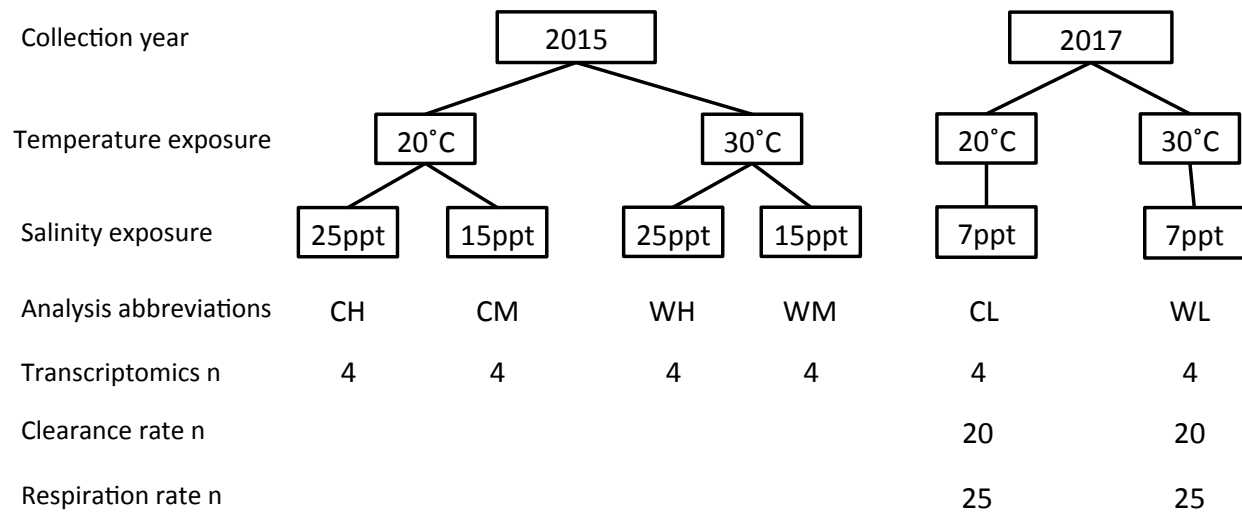 Collection year 2015 2017
Temperature exposure 20˚C 30˚C 20˚C 30˚C
Salinity exposure 25ppt 15ppt 25ppt 15ppt 7ppt 7ppt
Analysis abbreviations CH CM WH WM CL WL
Transcriptomics n 4 4 4 4 4 4
Clearance rate n 20 20
Respiration rate n 25 25